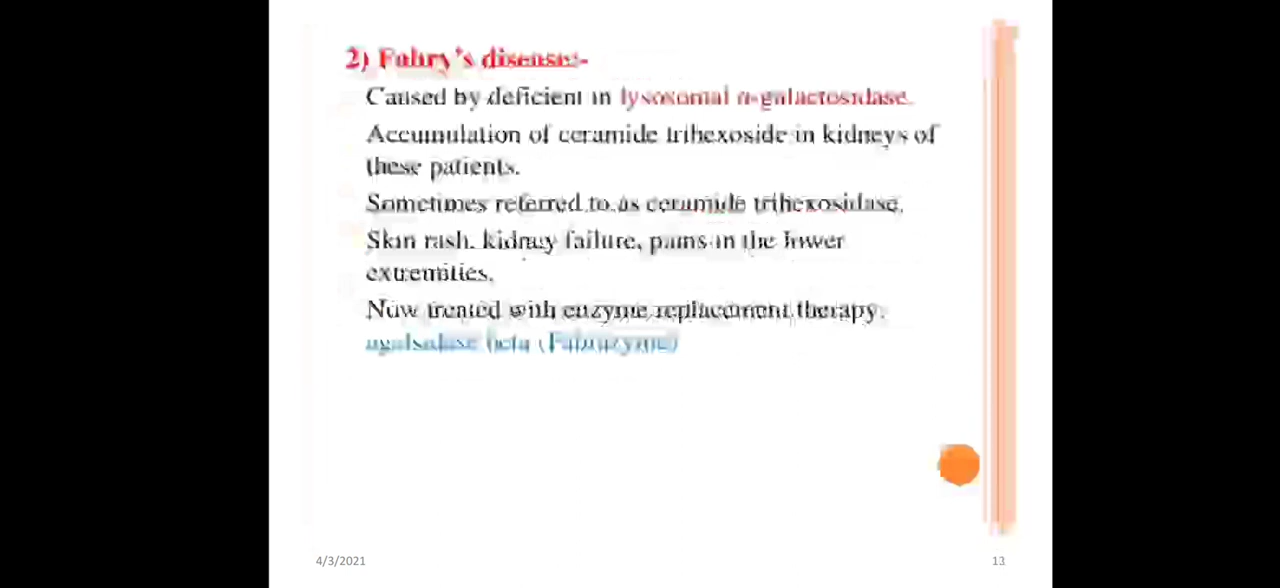 2) Fabry's disease:-
Caused by deficient in lysosomal α-galactosidase.
Accumulation of ceramide trihexoside in kidneys of
these patients.
Sometimes referred to as ceramide trihexosidase.
Skin rash, kidney failure, pains in the lower
extremities.
Now treated with enzyme replacement therapy,
agalsidase beta (Fabrazyme)
4/3/2021
13